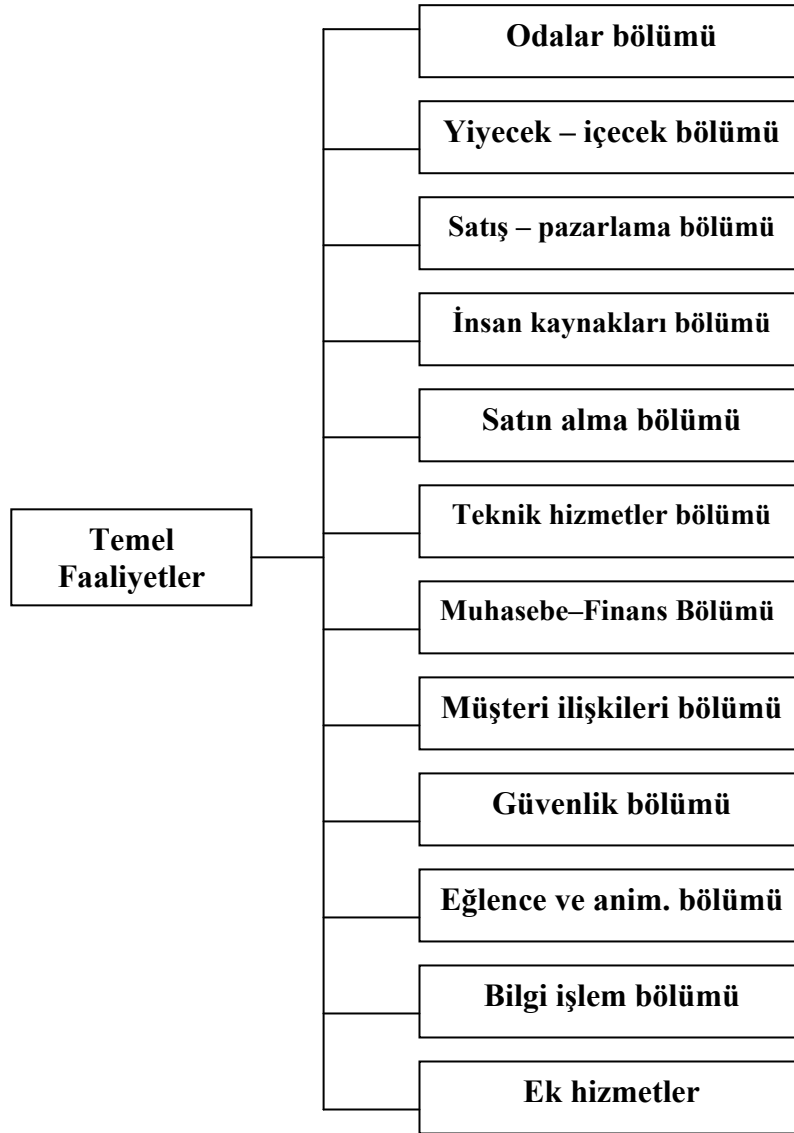 Odalar bölümü
Yiyecek – içecek bölümü
Satış – pazarlama bölümü
İnsan kaynakları bölümü
Satın alma bölümü
Teknik hizmetler bölümü
Temel
Faaliyetler
Muhasebe–Finans Bölümü
Müşteri ilişkileri bölümü
Güvenlik bölümü
Eğlence ve anim. bölümü
Bilgi işlem bölümü
Ek hizmetler